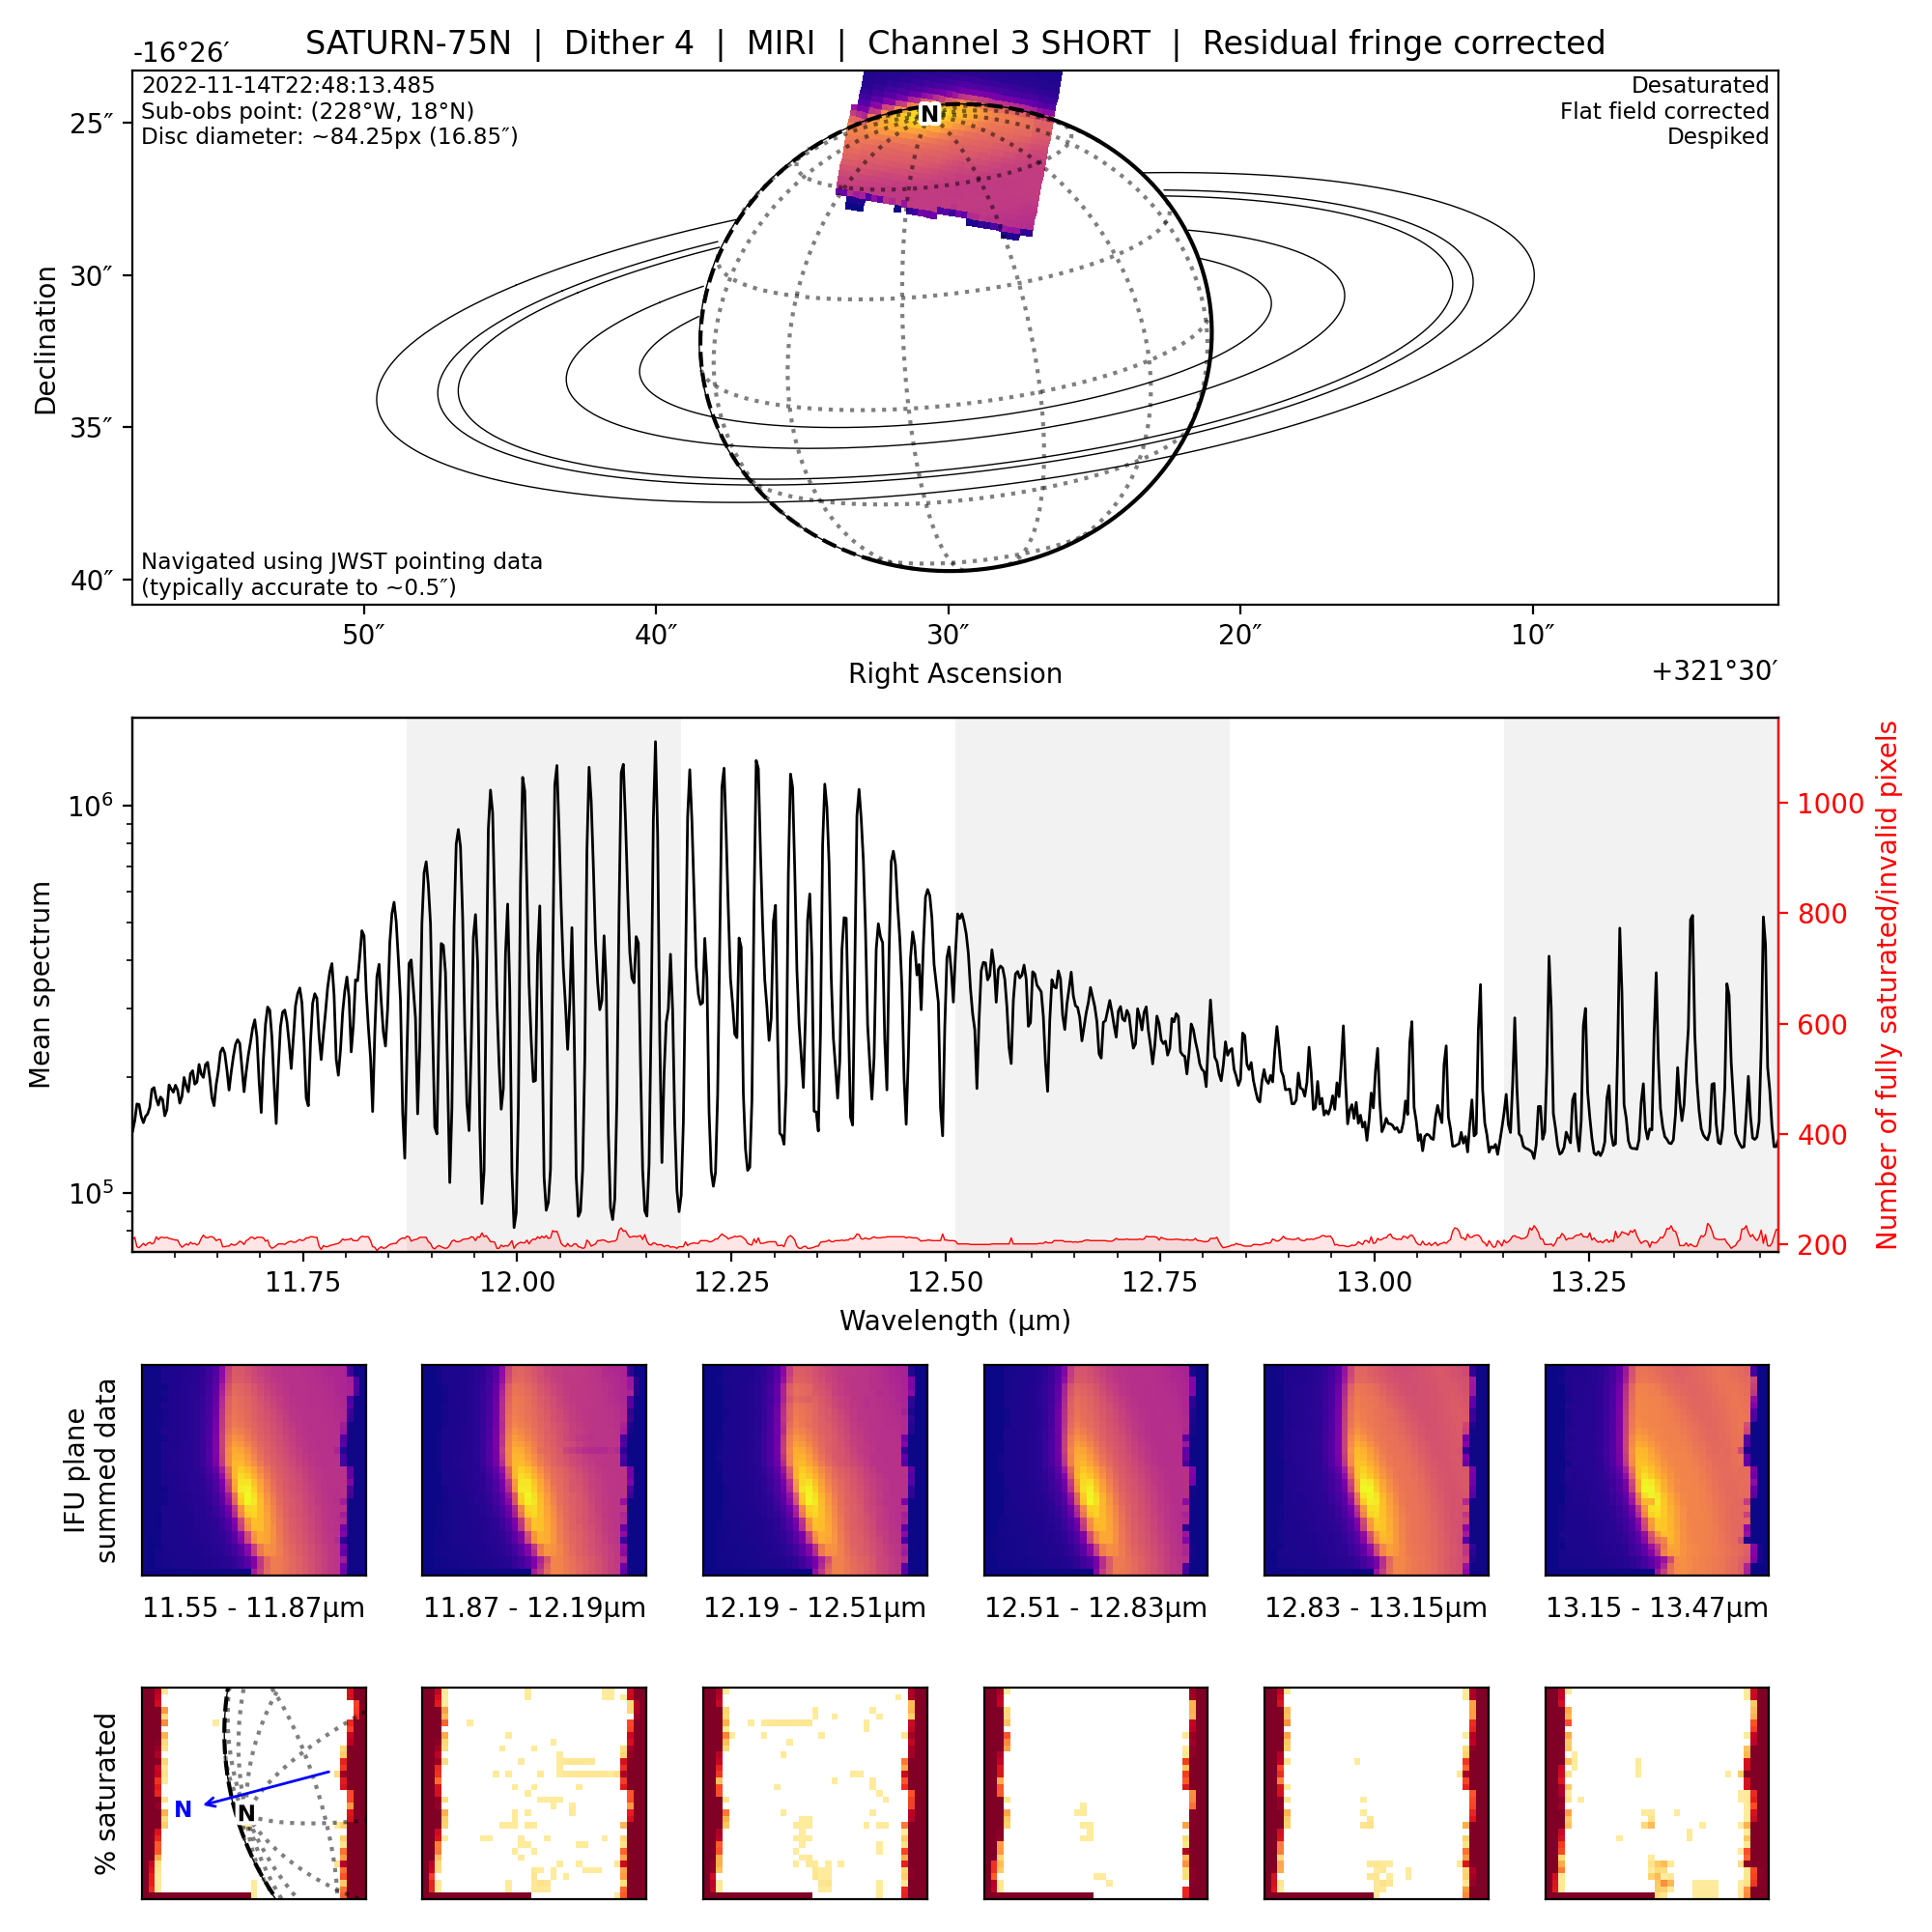 SATURN-75N | Dither 4 | MIRI | Channel 3 SHORT | Residual fringe corrected
-16°26′
2022-11-14T22:48:13.485
Sub-obs point: (228°W, 18°N)
Disc diameter: ~84.25px (16.85″)
Desaturated
Flat field corrected
Despiked
N
25″
30″
35″
40″
Declination
Navigated using JWST pointing data
(typically accurate to ~0.5″)
50″ 40″ 30″ 20″ 10″
Right Ascension
+321°30′
Mean spectrum
10⁶
10⁵
Number of fully saturated/invalid pixels
1000
800
600
400
200
11.75 12.00 12.25 12.50 12.75 13.00 13.25
Wavelength (µm)
IFU plane
summed data
11.55 - 11.87µm 11.87 - 12.19µm 12.19 - 12.51µm 12.51 - 12.83µm 12.83 - 13.15µm 13.15 - 13.47µm
% saturated
N N